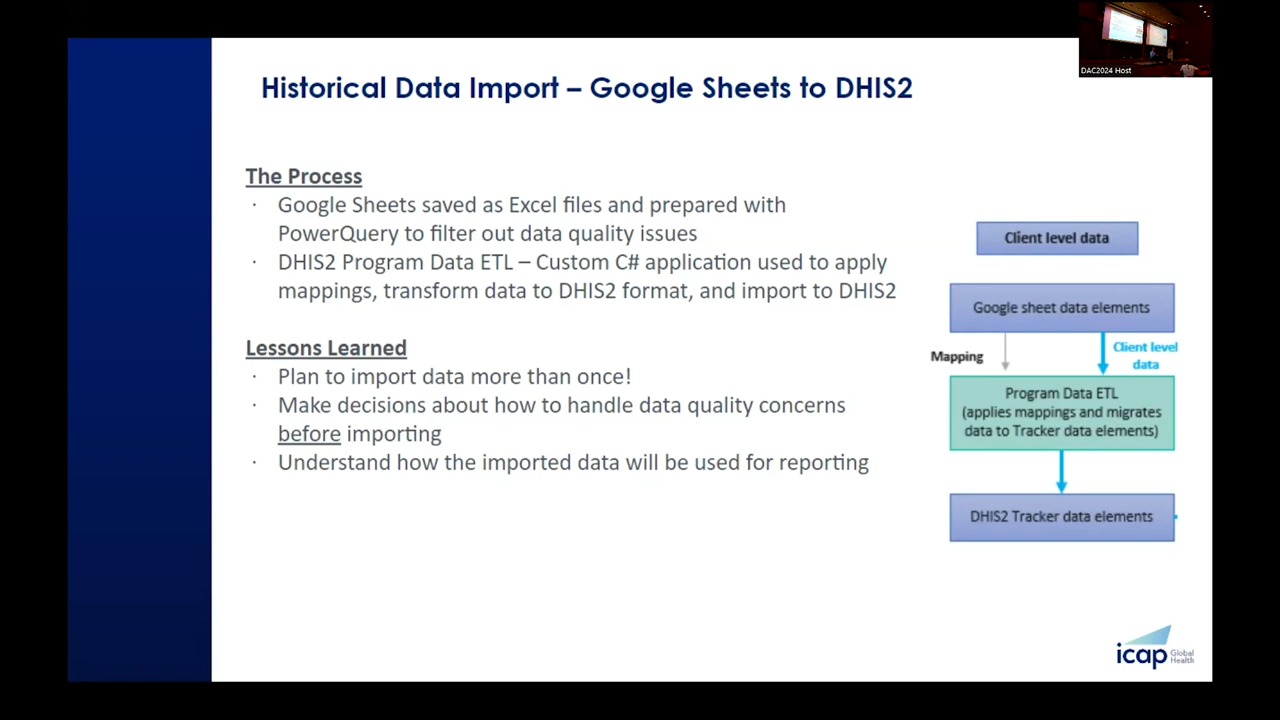 DAC2024 Host
Historical Data Import – Google Sheets to DHIS2
The Process
· Google Sheets saved as Excel files and prepared with
PowerQuery to filter out data quality issues
· DHIS2 Program Data ETL – Custom C# application used to apply
mappings, transform data to DHIS2 format, and import to DHIS2
Lessons Learned
· Plan to import data more than once!
· Make decisions about how to handle data quality concerns
before importing
· Understand how the imported data will be used for reporting
Client level data
Google sheet data elements
Mapping
Client level
data
Program Data ETL
(applies mappings and migrates
data to Tracker data elements)
DHIS2 Tracker data elements
icap Global
Health